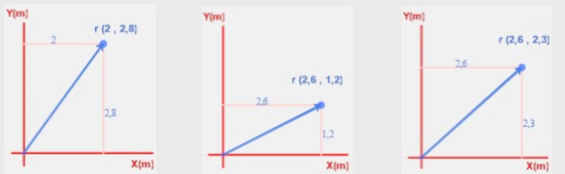 Y(m)
r (2 , 2,8)
2
2,8
X(m)
Y(m)
r (2,6 , 1,2)
2,6
1,2
X(m)
Y(m)
r (2,6 , 2,3)
2,6
2,3
X(m)